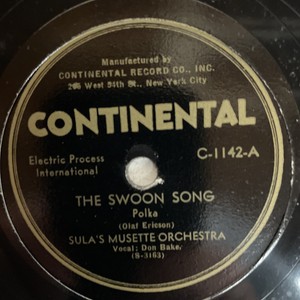 Manufactured by
CONTINENTAL RECORD CO., INC.
West 34th St., New York City
CONTINENTAL
Electric Process
International
C-1142-A
THE SWOON SONG
Polka
(Olaf Ericson)
SULA'S MUSETTE ORCHESTRA
Vocal: Don Baker
(S-3163)